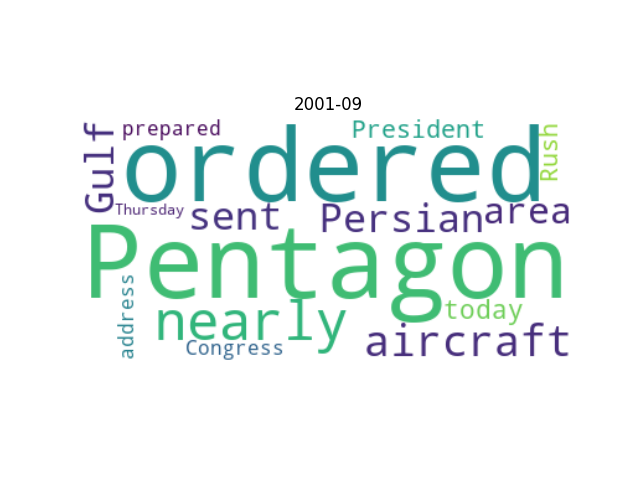 2001-09
prepared
President
Gulf
ordered
Rush
Thursday
sent
Persian
area
Pentagon
address
nearly
today
Congress
aircraft